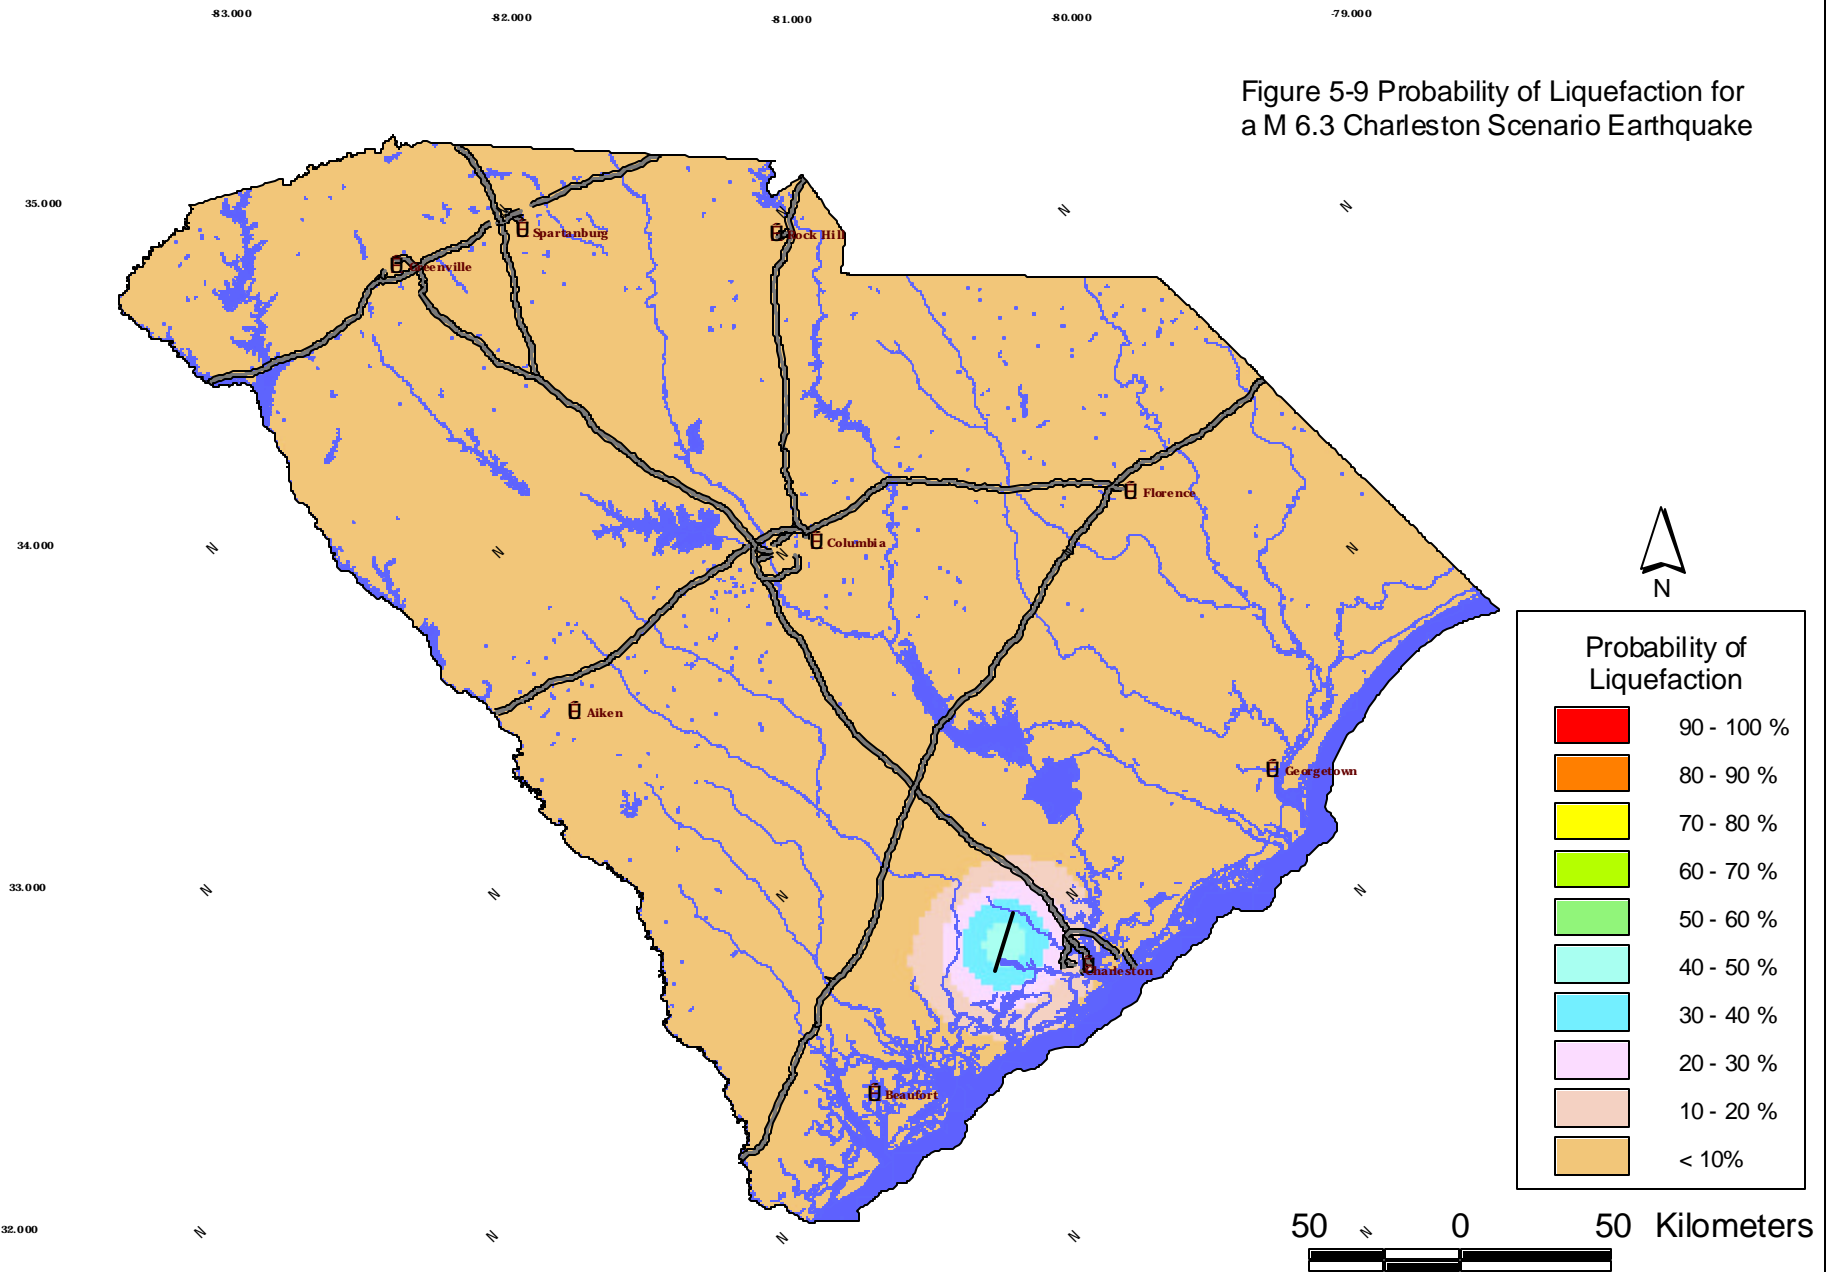 -83.000
-82.000
-81.000
-80.000
-79.000
Figure 5-9 Probability of Liquefaction for
a M 6.3 Charleston Scenario Earthquake
35.000
N
N
N
Spartanburg
Rock Hill
Greenville
Florence
Columbia
34.000
N
N
N
N
N
N
Probability of
Liquefaction
90 - 100 %
80 - 90 %
70 - 80 %
60 - 70 %
50 - 60 %
40 - 50 %
30 - 40 %
20 - 30 %
10 - 20 %
< 10%
Aiken
Georgetown
33.000
N
N
N
N
N
Charleston
Beaufort
32.000
N
N
N
N
N
50 0 50 Kilometers